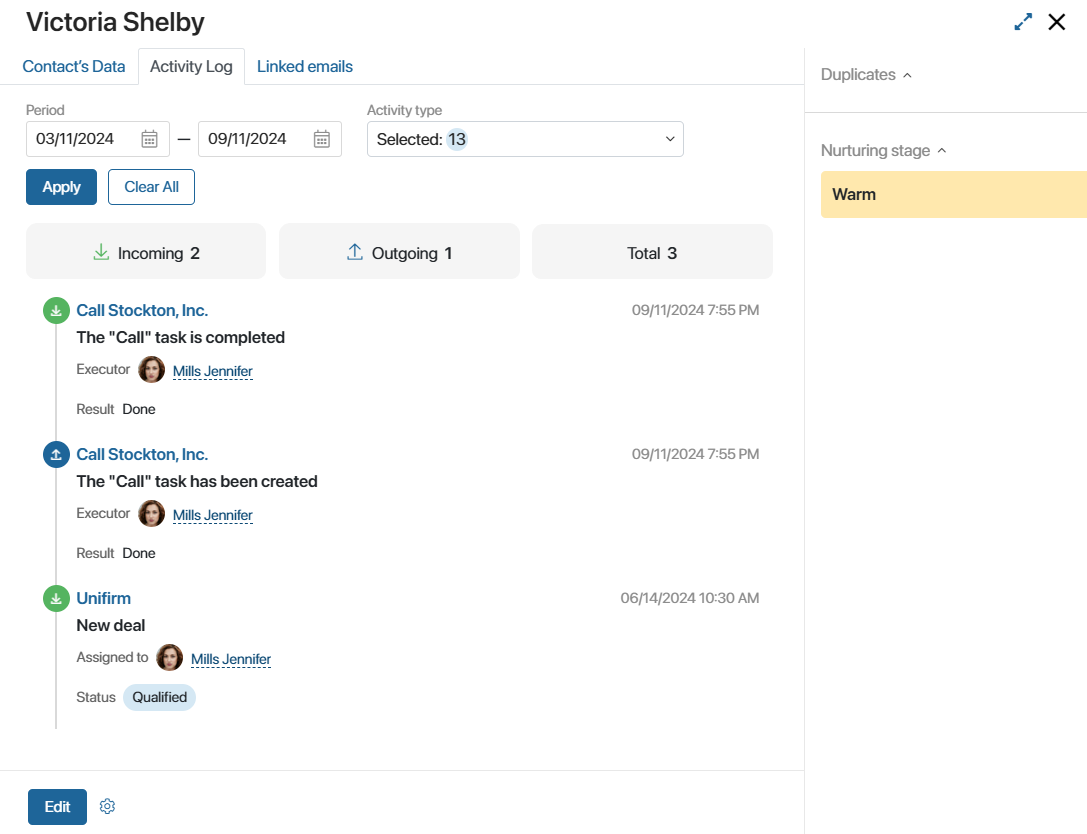 Victoria Shelby
Contact's Data Activity Log Linked emails
Period Activity type
03/11/2024 — 09/11/2024 Selected: 13
Apply Clear All
Incoming 2 Outgoing 1 Total 3
Call Stockton, Inc. 09/11/2024 7:55 PM
The "Call" task is completed
Executor Mills Jennifer
Result Done
Call Stockton, Inc. 09/11/2024 7:55 PM
The "Call" task has been created
Executor Mills Jennifer
Result Done
Unifirm 06/14/2024 10:30 AM
New deal
Assigned to Mills Jennifer
Status Qualified
Edit
Duplicates
Nurturing stage
Warm